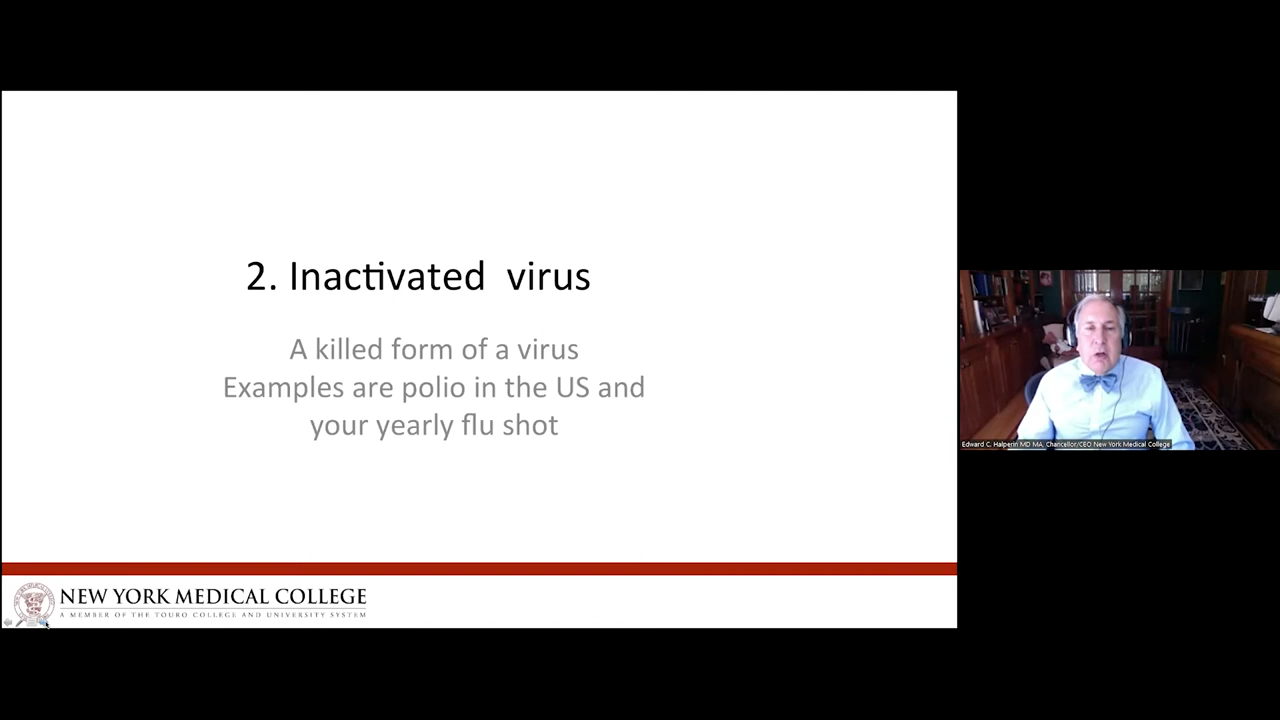 2. Inactivated virus
A killed form of a virus
Examples are polio in the US and
your yearly flu shot
NEW YORK MEDICAL COLLEGE
A MEMBER OF THE TOURO COLLEGE AND UNIVERSITY SYSTEM
Edward C. Halperin MD MA, Chancellor/CEO New York Medical College